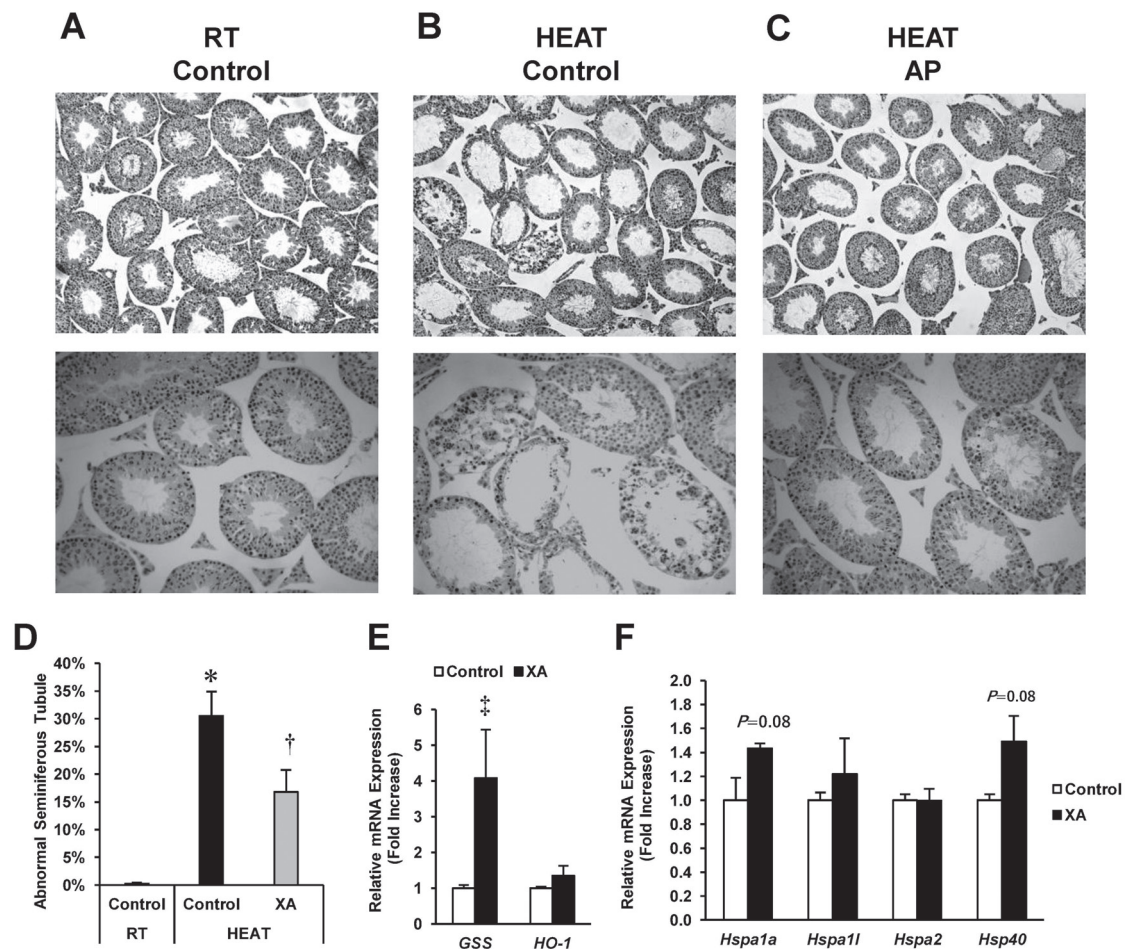 A
RT
Control
B
HEAT
Control
C
HEAT
AP
D
Abnormal Seminiferous Tubule
40%
35%
30%
25%
20%
15%
10%
5%
0%
*
†
Control
Control
XA
RT
HEAT
E
Control XA
Relative mRNA Expression
(Fold Increase)
6
5
4
3
2
1
0
‡
GSS
HO-1
F
Relative mRNA Expression
(Fold Increase)
2.0
1.8
1.6
1.4
1.2
1.0
0.8
0.6
0.4
0.2
0.0
P=0.08
P=0.08
Hspa1a
Hspa1l
Hspa2
Hsp40
Control
XA